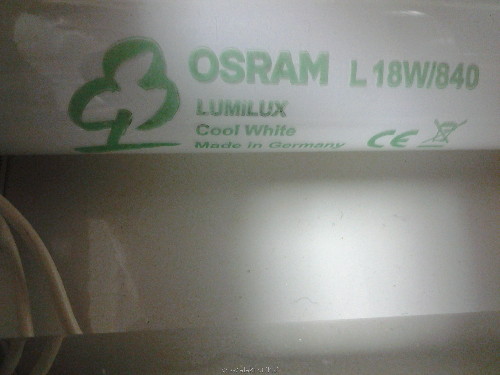 OSRAM L 18W/840
LUMILUX
Cool White
Made in Germany CE